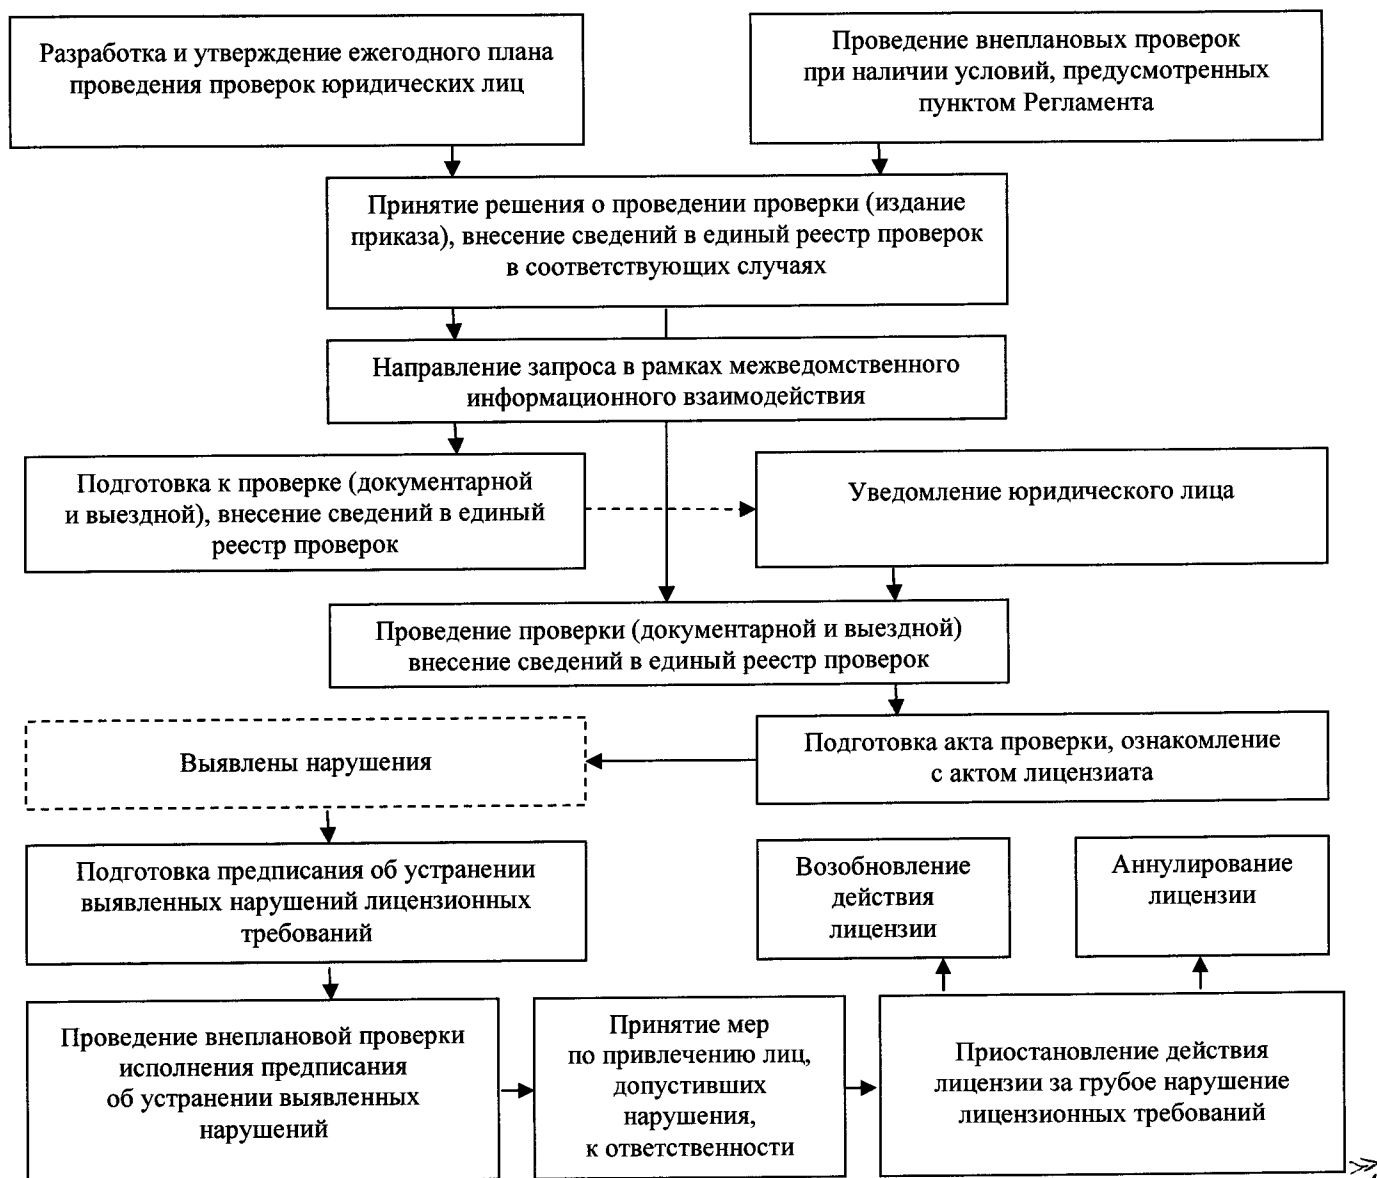 Разработка и утверждение ежегодного плана
проведения проверок юридических лиц
Проведение внеплановых проверок
при наличии условий, предусмотренных
пунктом Регламента
Принятие решения о проведении проверки (издание
приказа), внесение сведений в единый реестр проверок
в соответствующих случаях
Направление запроса в рамках межведомственного
информационного взаимодействия
Подготовка к проверке (документарной
и выездной), внесение сведений в единый
реестр проверок
Уведомление юридического лица
Проведение проверки (документарной и выездной)
внесение сведений в единый реестр проверок
Выявлены нарушения
Подготовка акта проверки, ознакомление
с актом лицензиата
Подготовка предписания об устранении
выявленных нарушений лицензионных
требований
Возобновление
действия
лицензии
Аннулирование
лицензии
Проведение внеплановой проверки
исполнения предписания
об устранении выявленных
нарушений
Принятие мер
по привлечению лиц,
допустивших
нарушения,
к ответственности
Приостановление действия
лицензии за грубое нарушение
лицензионных требований